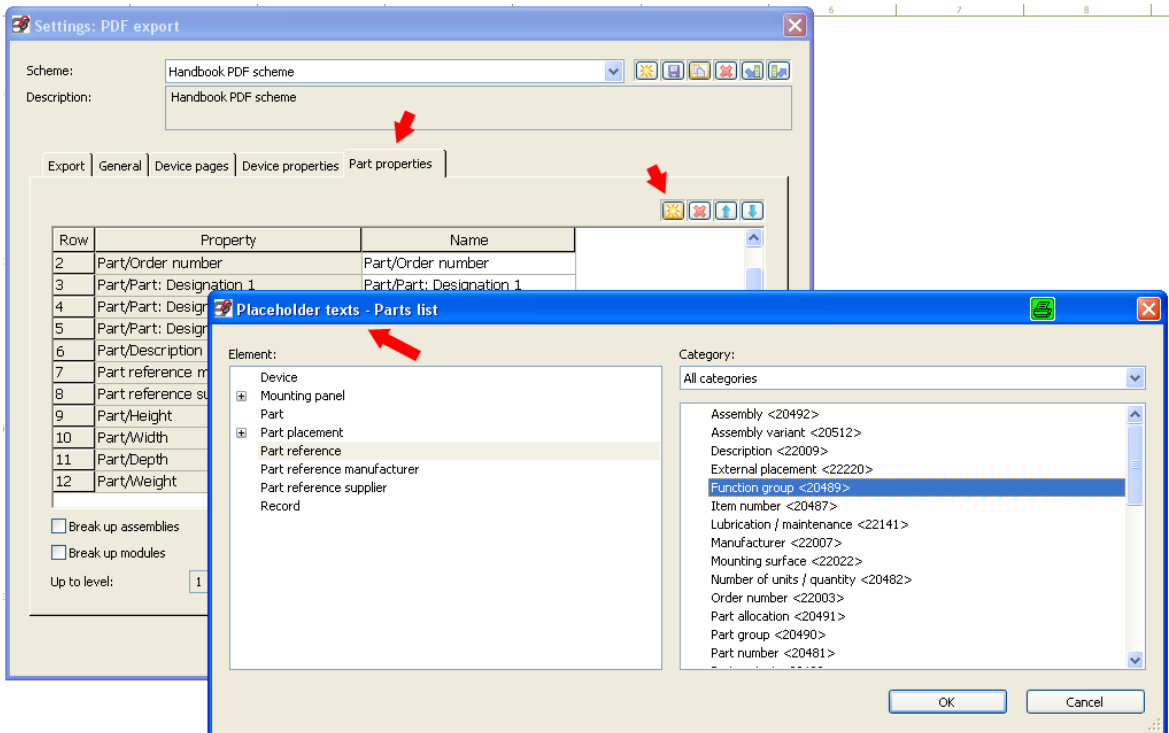 6 7 8
Settings: PDF export
Scheme: Handbook PDF scheme
Description: Handbook PDF scheme
Export General Device pages Device properties Part properties
Row Property Name
2 Part/Order number Part/Order number
3 Part/Part: Designation 1 Part/Part: Designation 1
4 Part/Part: Desigr
5 Part/Part: Desigr
6 Part/Description
7 Part reference m
8 Part reference su
9 Part/Height
10 Part/Width
11 Part/Depth
12 Part/Weight
Break up assemblies
Break up modules
Up to level: 1
Placeholder texts - Parts list
Element:
Device
Mounting panel
Part
Part placement
Part reference
Part reference manufacturer
Part reference supplier
Record
Category:
All categories
Assembly <20492>
Assembly variant <20512>
Description <22009>
External placement <22220>
Function group <20489>
Item number <20487>
Lubrication / maintenance <22141>
Manufacturer <22007>
Mounting surface <22022>
Number of units / quantity <20482>
Order number <22003>
Part allocation <20491>
Part group <20490>
Part number <20481>
OK Cancel